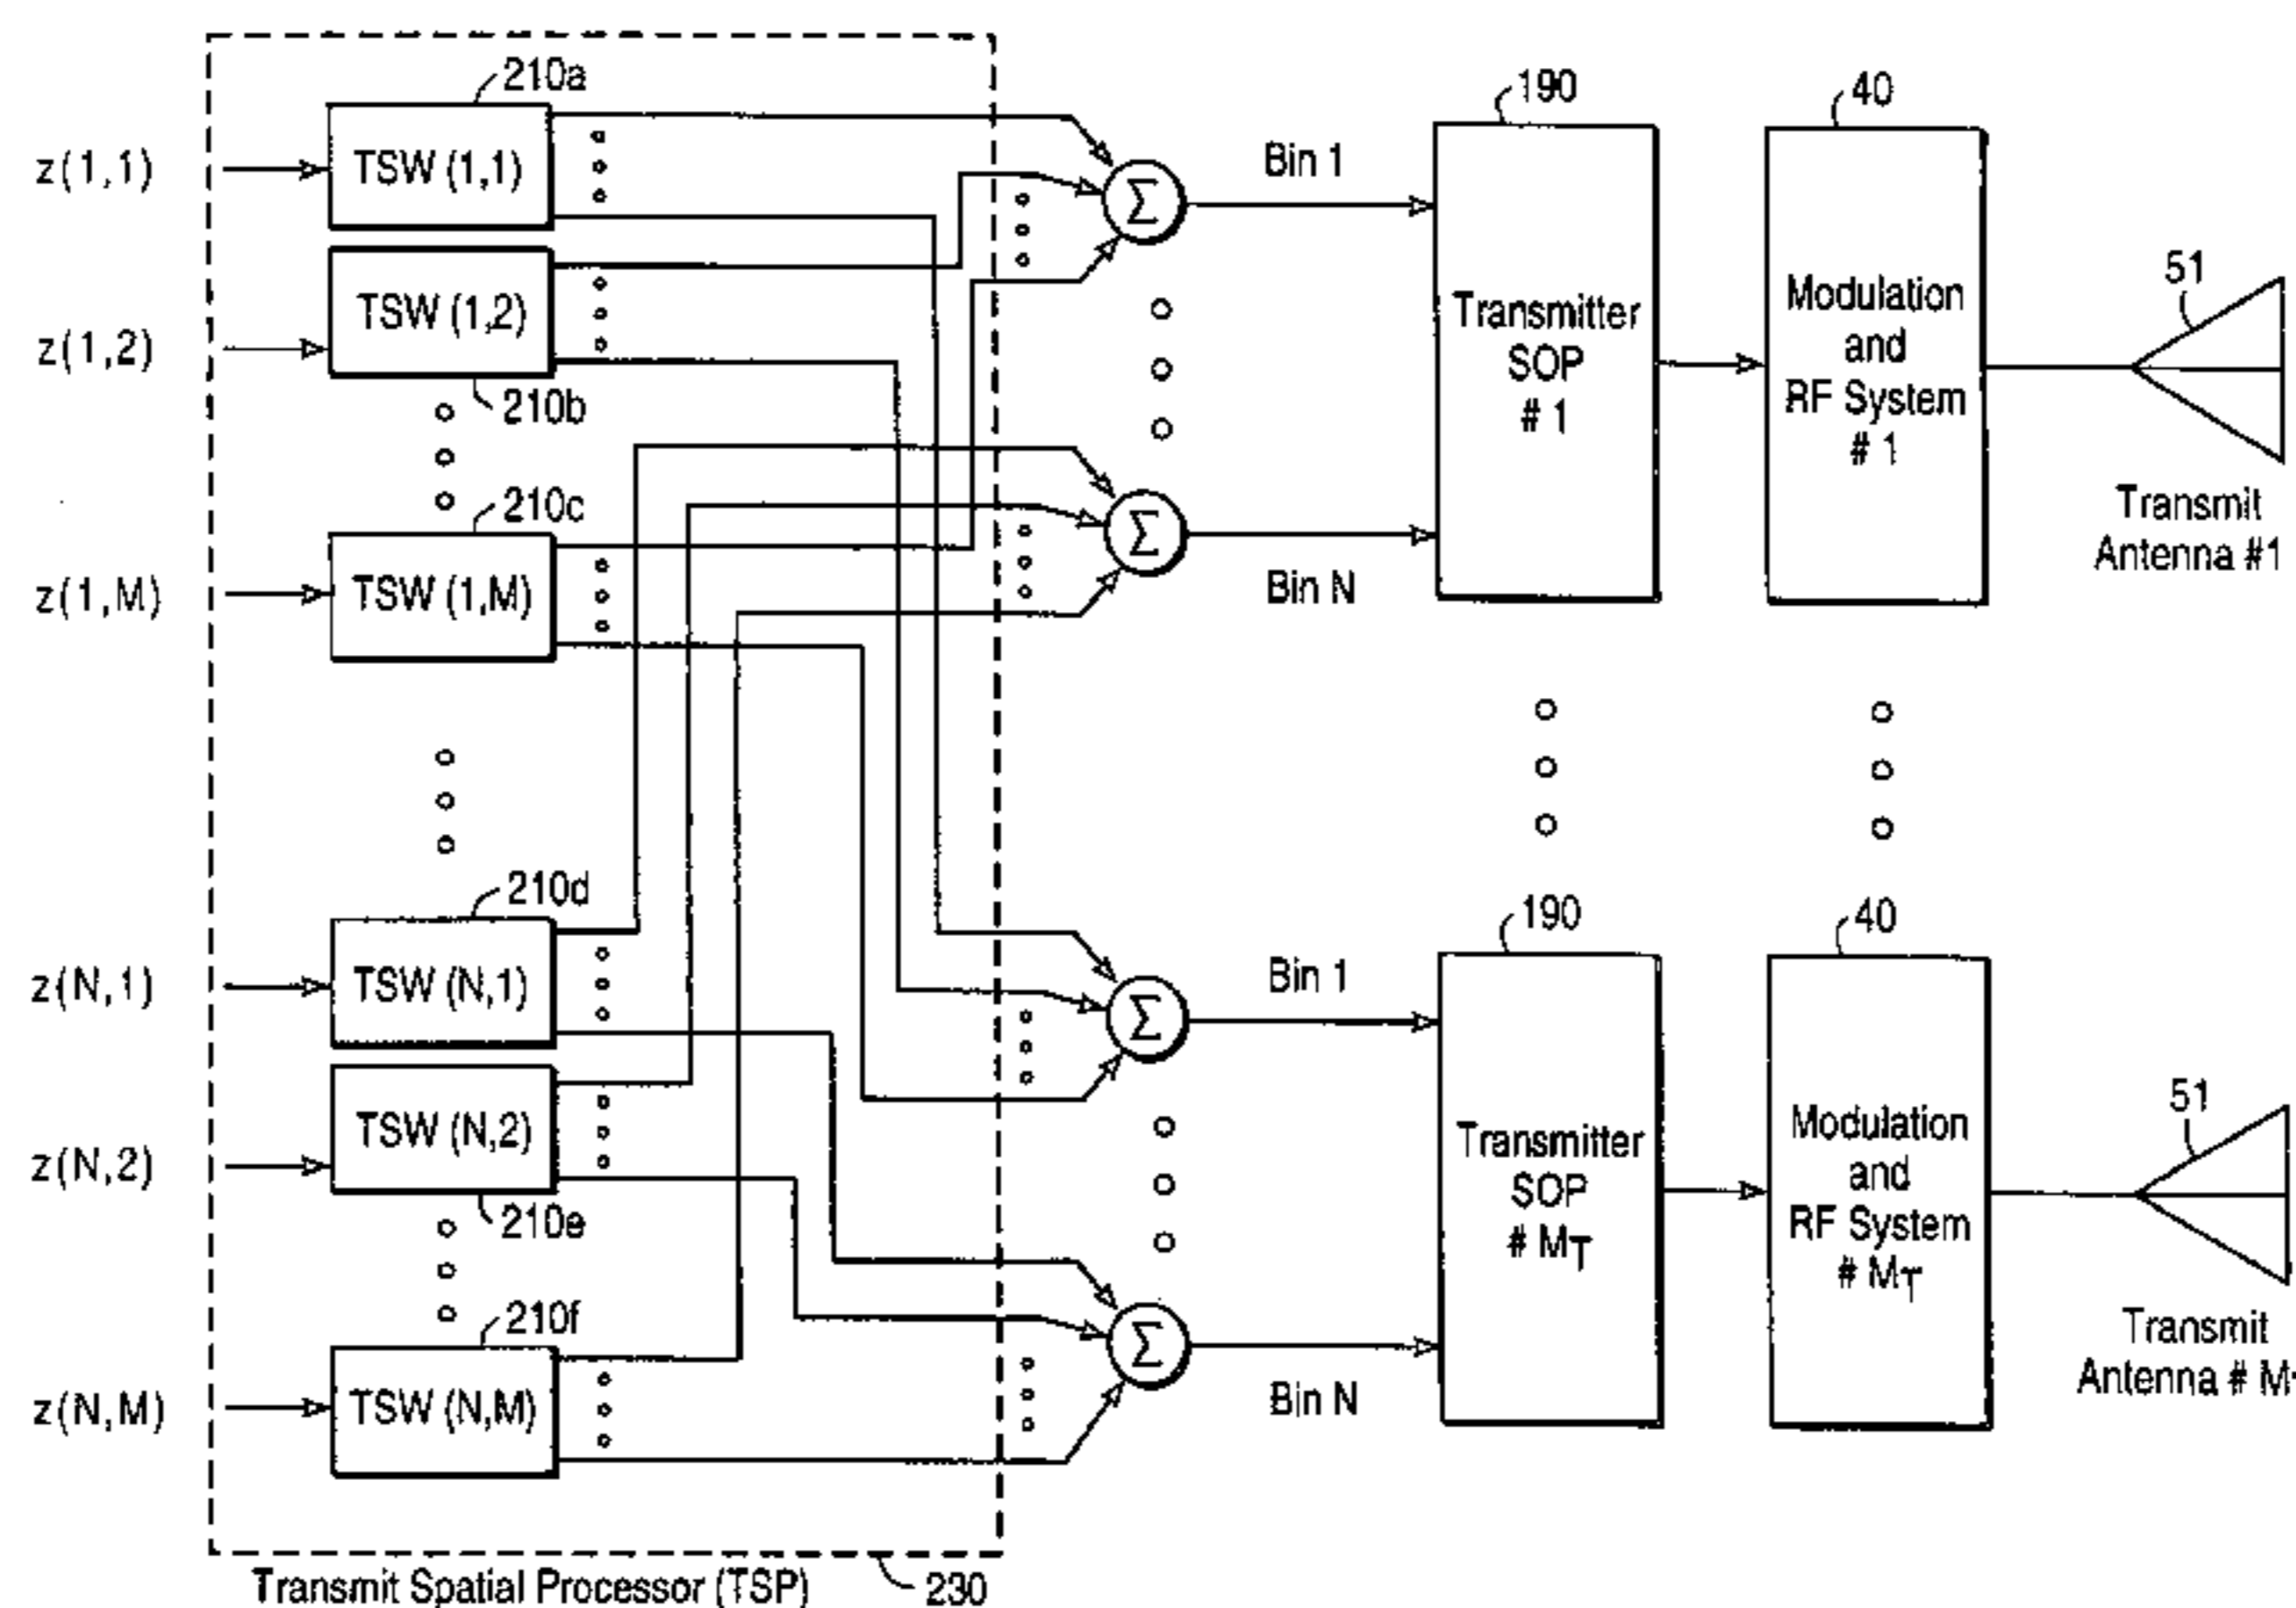 210a
z(1,1)
TSW (1,1)
z(1,2)
TSW (1,2)
210b
210c
z(1,M)
TSW (1,M)
210d
z(N,1)
TSW (N,1)
z(N,2)
TSW (N,2)
210e
210f
z(N,M)
TSW (N,M)
Transmit Spatial Processor (TSP)
230
Σ
Bin 1
Σ
Bin N
190
Transmitter
SOP
# 1
40
Modulation
and
RF System
# 1
51
Transmit
Antenna #1
Σ
Bin 1
Σ
Bin N
190
Transmitter
SOP
# MT
40
Modulation
and
RF System
# MT
51
Transmit
Antenna # M